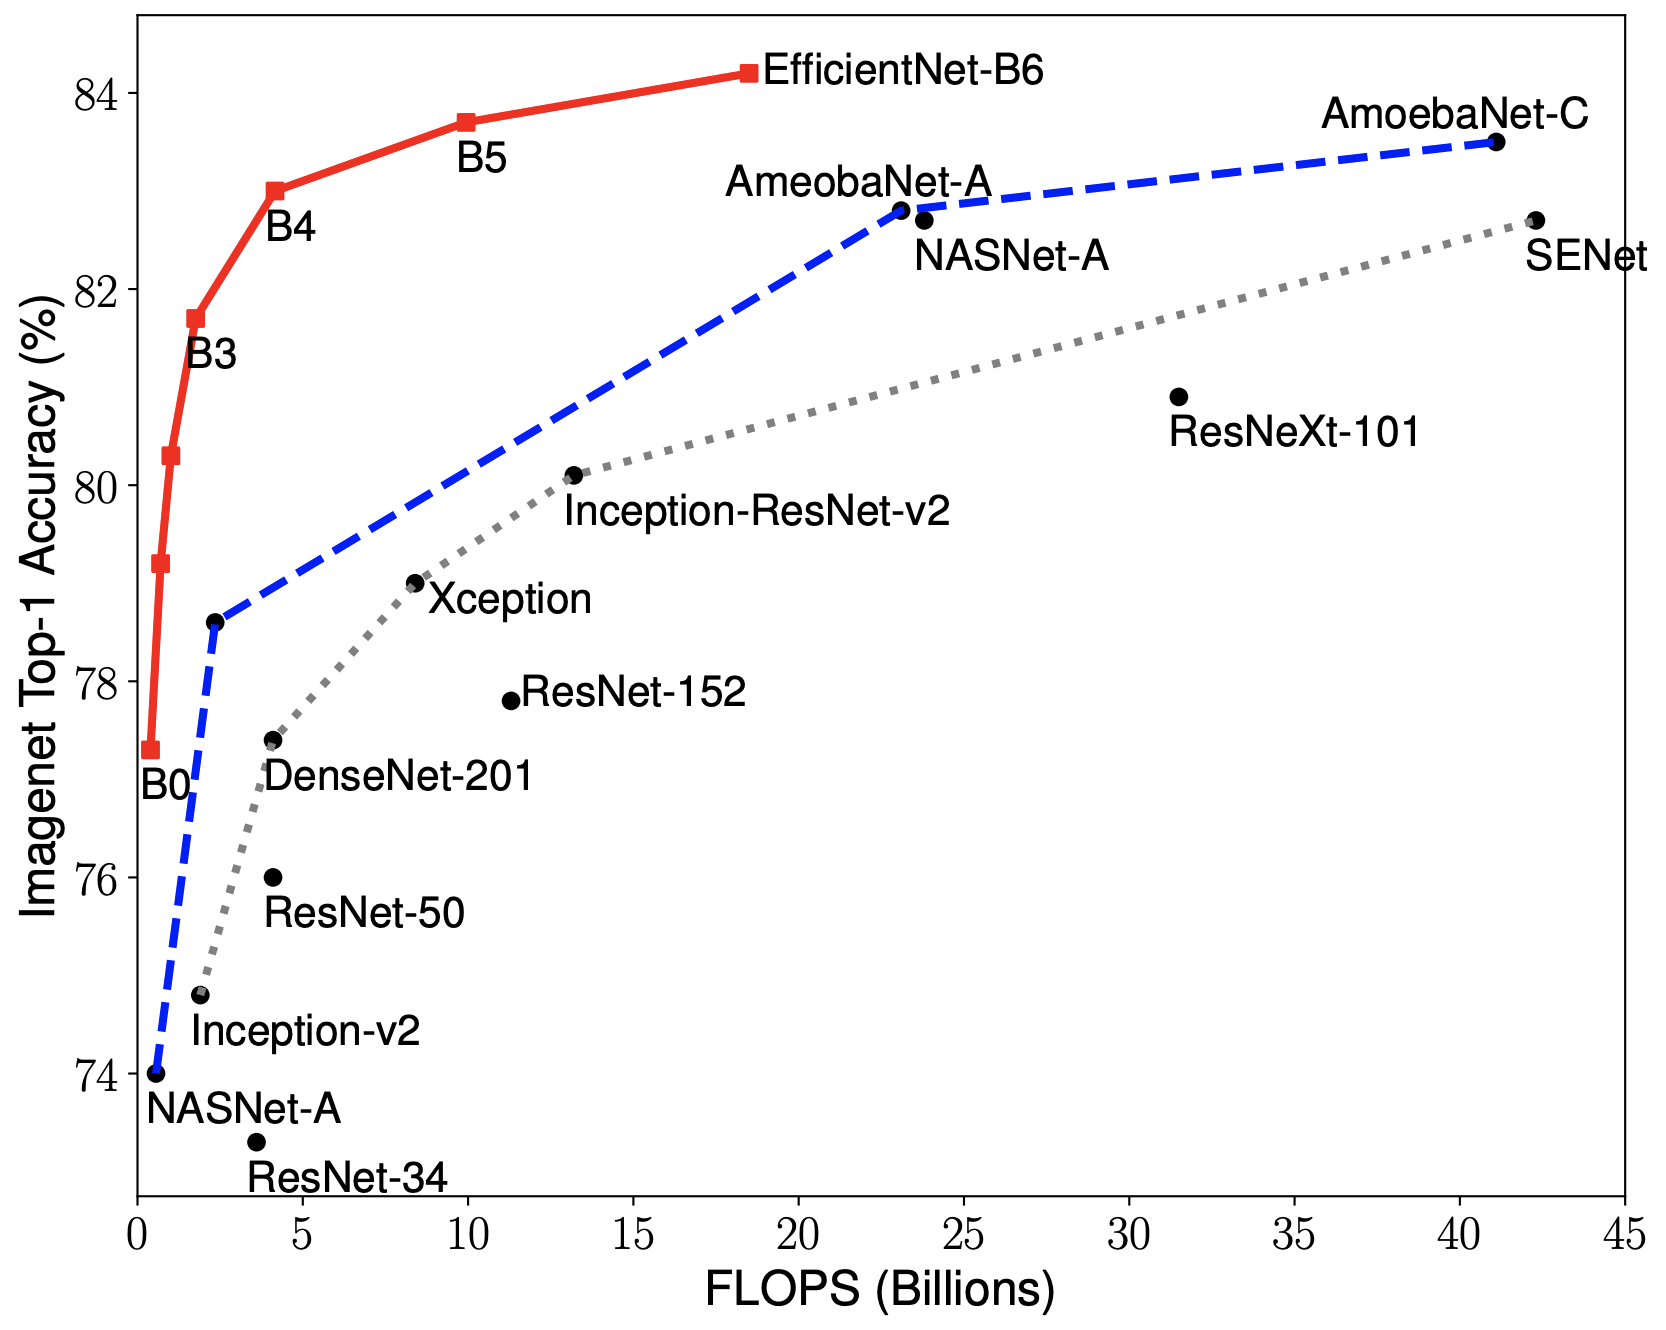 EfficientNet-B6
84
AmoebaNet-C
B5
AmeobaNet-A
B4
NASNet-A
SENet
82
B3
ResNeXt-101
80
Inception-ResNet-v2
Xception
78
ResNet-152
B0
DenseNet-201
76
ResNet-50
Inception-v2
74
NASNet-A
ResNet-34
Imagenet Top-1 Accuracy (%)
0 5 10 15 20 25 30 35 40 45
FLOPS (Billions)